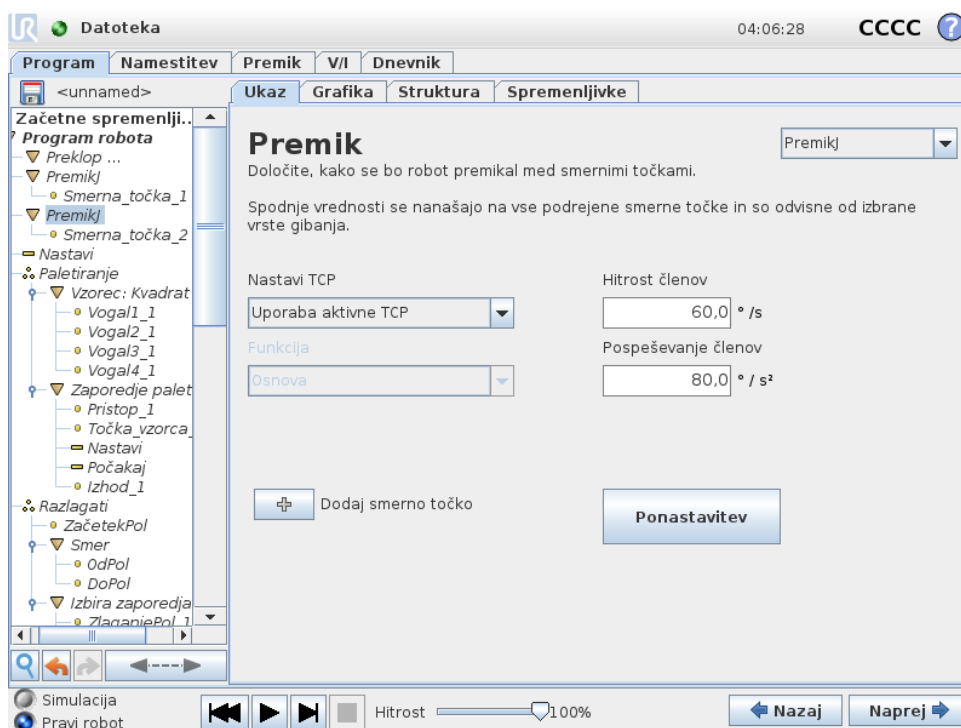 UR Datoteka 04:06:28 CCCC ?
Program Namestitev Premik V/I Dnevnik
<unnamed>
Ukaz Grafika Struktura Spremenljivke
Začetne spremenlji..
Program robota
Preklop ...
PremikJ
Smerna_točka_1
PremikJ
Smerna_točka_2
Nastavi
Paletiranje
Vzorec: Kvadrat
Vogal1_1
Vogal2_1
Vogal3_1
Vogal4_1
Zaporedje palet
Pristop_1
Točka_vzorca_
Nastavi
Počakaj
Izhod_1
Razlagati
ZačetekPol
Smer
OdPol
DoPol
Izbira zaporedja
ZlaganjePol_1
Premik
PremikJ
Določite, kako se bo robot premikal med smernimi točkami.
Spodnje vrednosti se nanašajo na vse podrejene smerne točke in so odvisne od izbrane
vrste gibanja.
Nastavi TCP
Uporaba aktivne TCP
Funkcija
Osnova
Hitrost členov
60,0 ° /s
Pospeševanje členov
80,0 ° / s²
Dodaj smerno točko
Ponastavitev
Simulacija
Pravi robot
Hitrost 100%
Nazaj Naprej